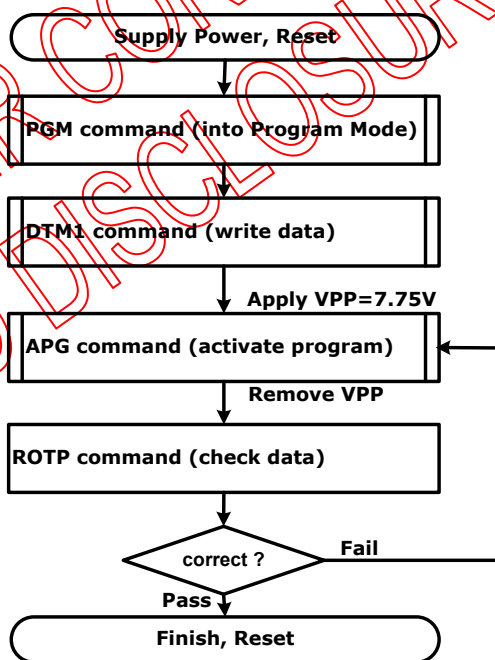 Supply Power, Reset
PGM command (into Program Mode)
DTM1 command (write data)
Apply VPP=7.75V
APG command (activate program)
Remove VPP
ROTP command (check data)
correct ?
Fail
Pass
Finish, Reset
DISCLOSUR